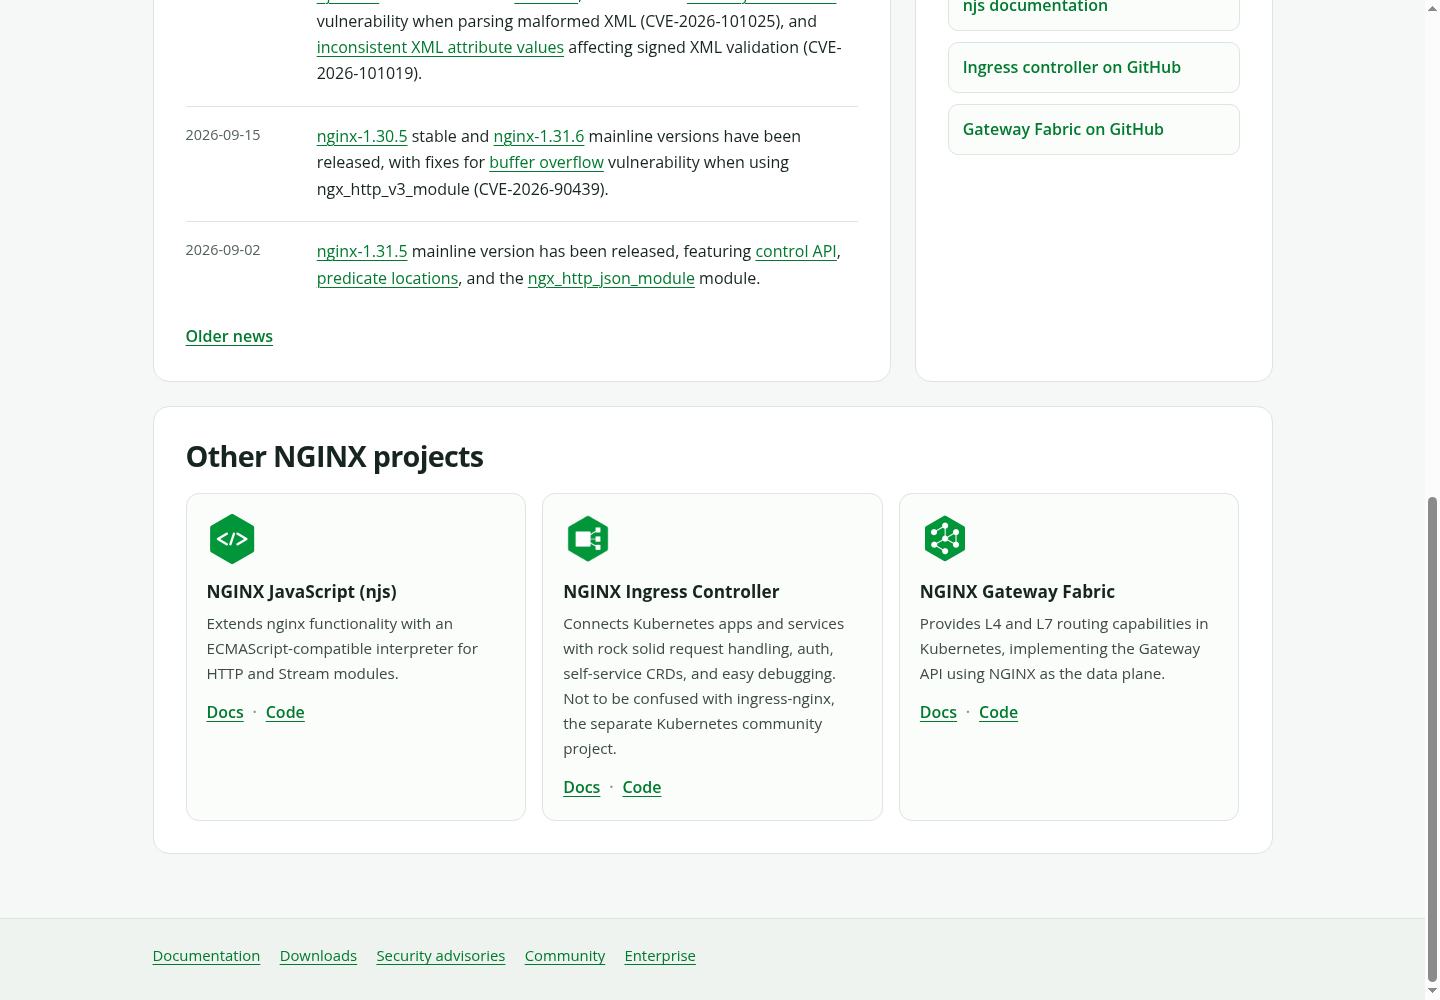 vulnerability when parsing malformed XML (CVE-2026-101025), and
inconsistent XML attribute values affecting signed XML validation (CVE-
2026-101019).
2026-09-15
nginx-1.30.5 stable and nginx-1.31.6 mainline versions have been
released, with fixes for buffer overflow vulnerability when using
ngx_http_v3_module (CVE-2026-90439).
2026-09-02
nginx-1.31.5 mainline version has been released, featuring control API,
predicate locations, and the ngx_http_json_module module.
Older news
njs documentation
Ingress controller on GitHub
Gateway Fabric on GitHub
Other NGINX projects
NGINX JavaScript (njs)
Extends nginx functionality with an
ECMAScript-compatible interpreter for
HTTP and Stream modules.
Docs · Code
NGINX Ingress Controller
Connects Kubernetes apps and services
with rock solid request handling, auth,
self-service CRDs, and easy debugging.
Not to be confused with ingress-nginx,
the separate Kubernetes community
project.
Docs · Code
NGINX Gateway Fabric
Provides L4 and L7 routing capabilities in
Kubernetes, implementing the Gateway
API using NGINX as the data plane.
Docs · Code
Documentation Downloads Security advisories Community Enterprise